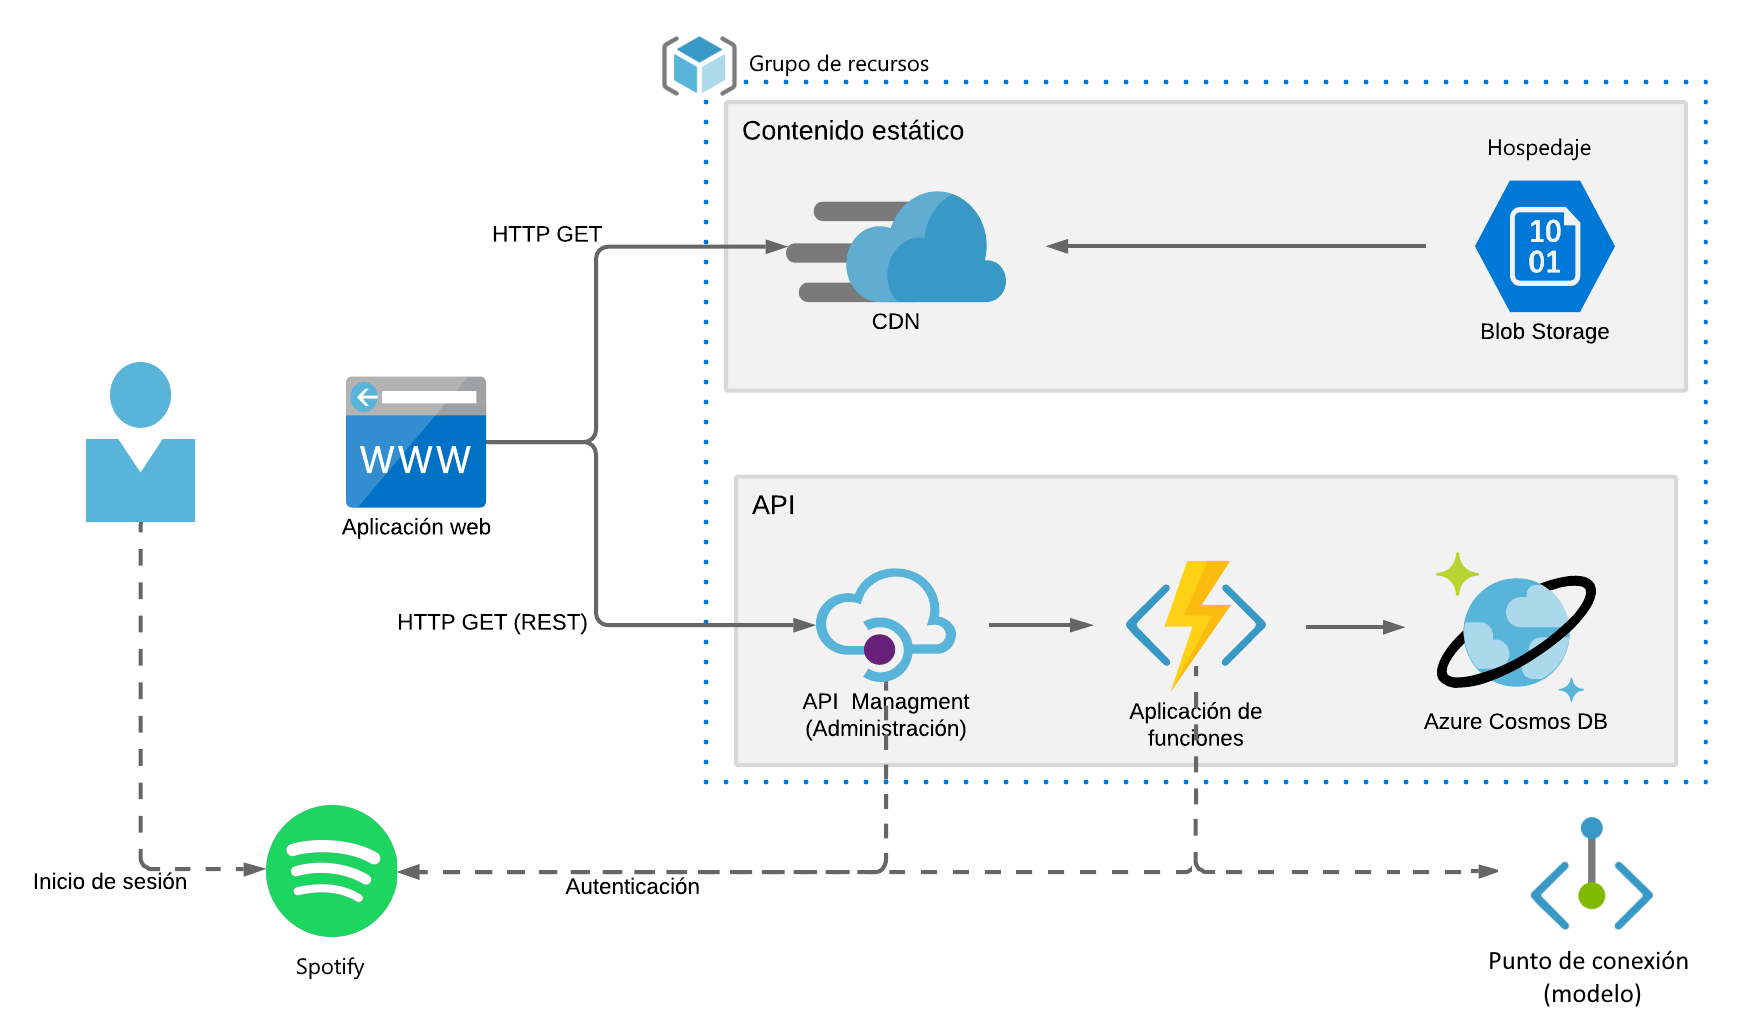 Grupo de recursos
Contenido estático
Hospedaje
10
01
HTTP GET
CDN
Blob Storage
WWW
Aplicación web
API
HTTP GET (REST)
API Managment
(Administración)
Aplicación de
funciones
Azure Cosmos DB
Inicio de sesión
Autenticación
Spotify
Punto de conexión
(modelo)